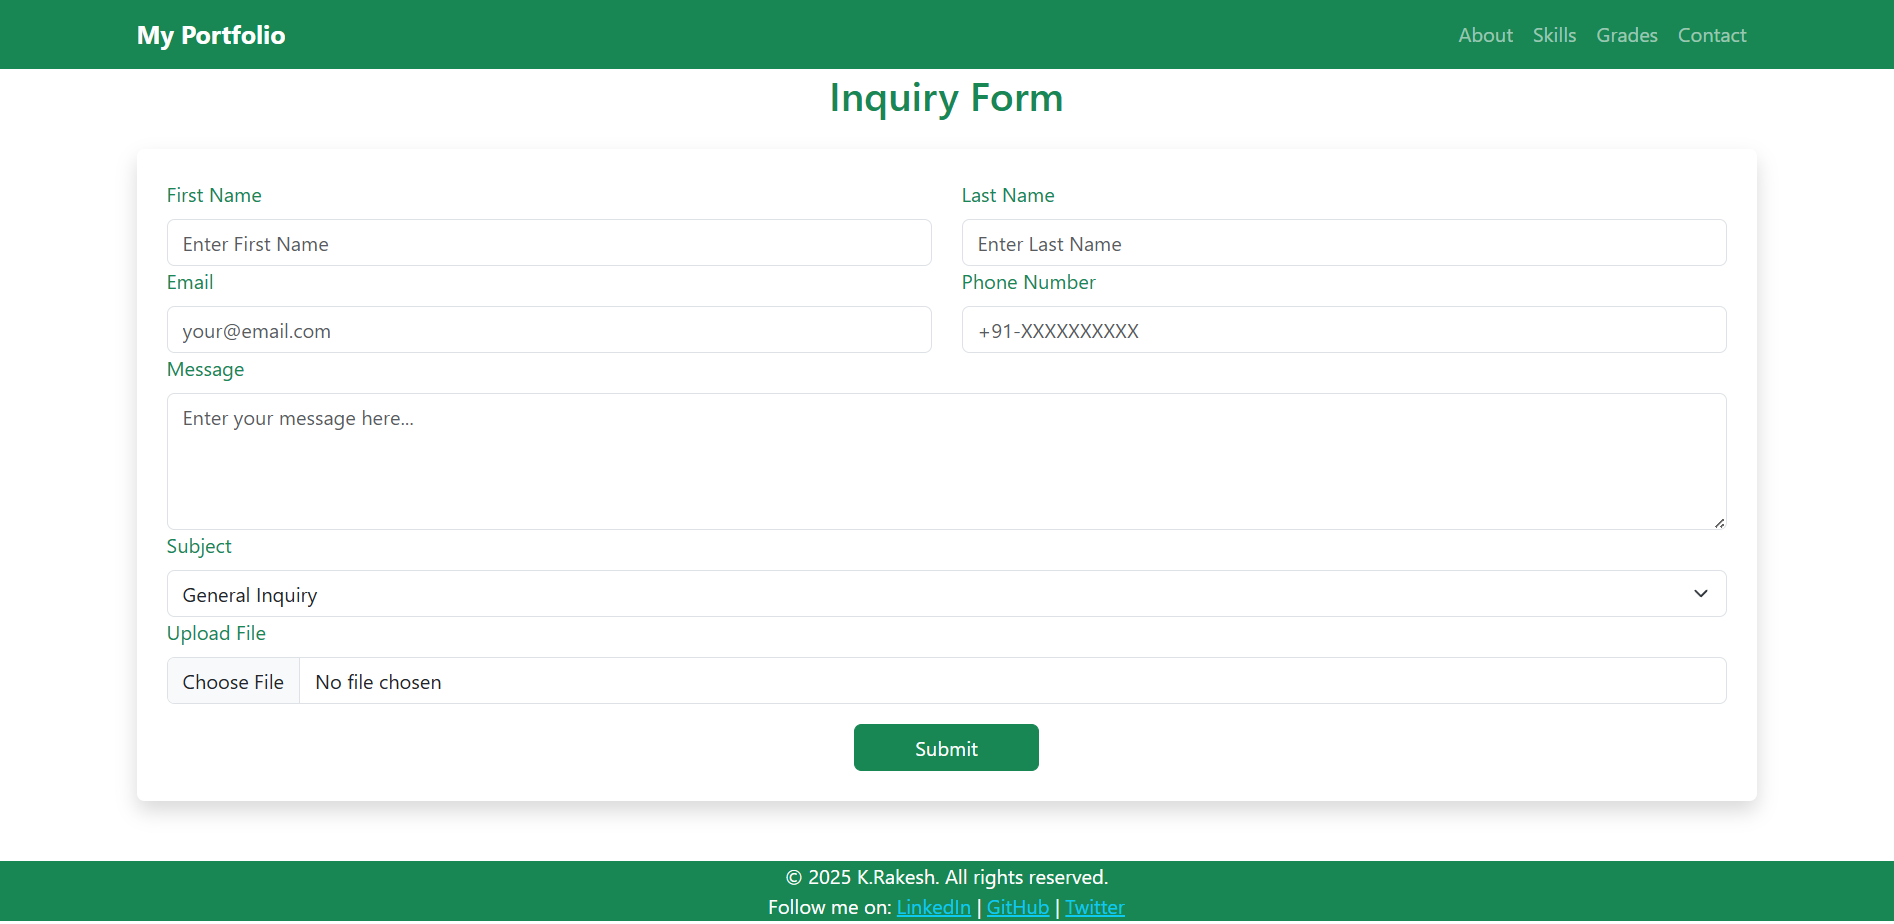 My Portfolio
About Skills Grades Contact
Inquiry Form
First Name
Last Name
Enter First Name
Enter Last Name
Email
Phone Number
your@email.com
+91-XXXXXXXXXX
Message
Enter your message here...
Subject
General Inquiry
Upload File
Choose File No file chosen
Submit
© 2025 K.Rakesh. All rights reserved.
Follow me on: LinkedIn | GitHub | Twitter